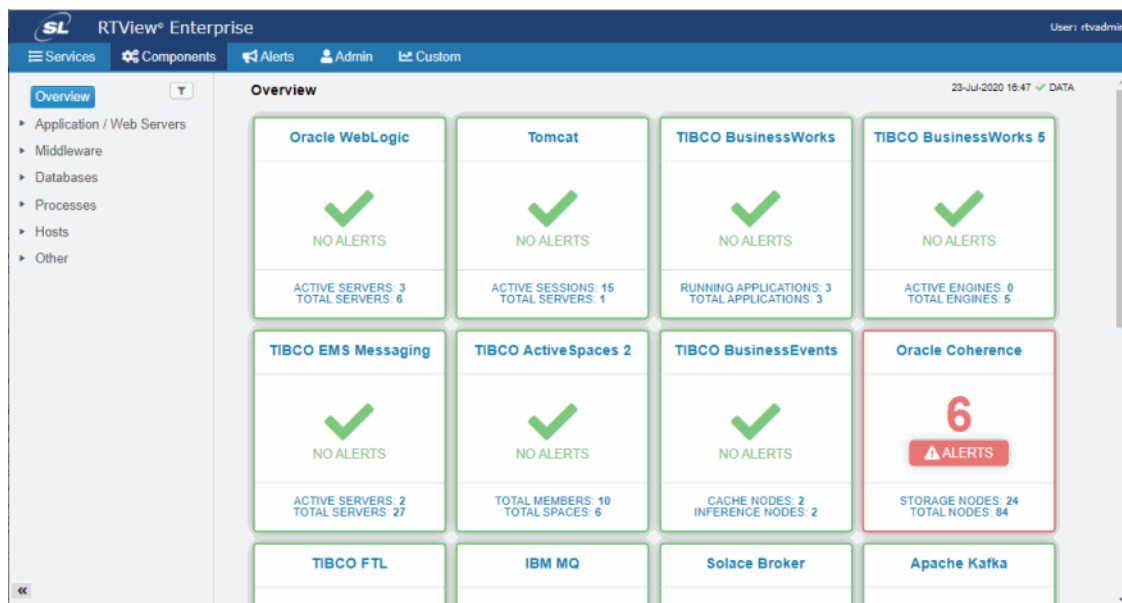 SL RTView® Enterprise
User: rtvadmin
Services Components Alerts Admin Custom
Overview
Application / Web Servers
Middleware
Databases
Processes
Hosts
Other
Overview
23-Jul-2020 16:47 DATA
Oracle WebLogic
NO ALERTS
ACTIVE SERVERS: 3
TOTAL SERVERS: 6
Tomcat
NO ALERTS
ACTIVE SESSIONS: 15
TOTAL SERVERS: 1
TIBCO BusinessWorks
NO ALERTS
RUNNING APPLICATIONS: 3
TOTAL APPLICATIONS: 3
TIBCO BusinessWorks 5
NO ALERTS
ACTIVE ENGINES: 0
TOTAL ENGINES: 5
TIBCO EMS Messaging
NO ALERTS
ACTIVE SERVERS: 2
TOTAL SERVERS: 27
TIBCO ActiveSpaces 2
NO ALERTS
TOTAL MEMBERS: 10
TOTAL SPACES: 6
TIBCO BusinessEvents
NO ALERTS
CACHE NODES: 2
INFERENCE NODES: 2
Oracle Coherence
6
ALERTS
STORAGE NODES: 24
TOTAL NODES: 84
TIBCO FTL
IBM MQ
Solace Broker
Apache Kafka